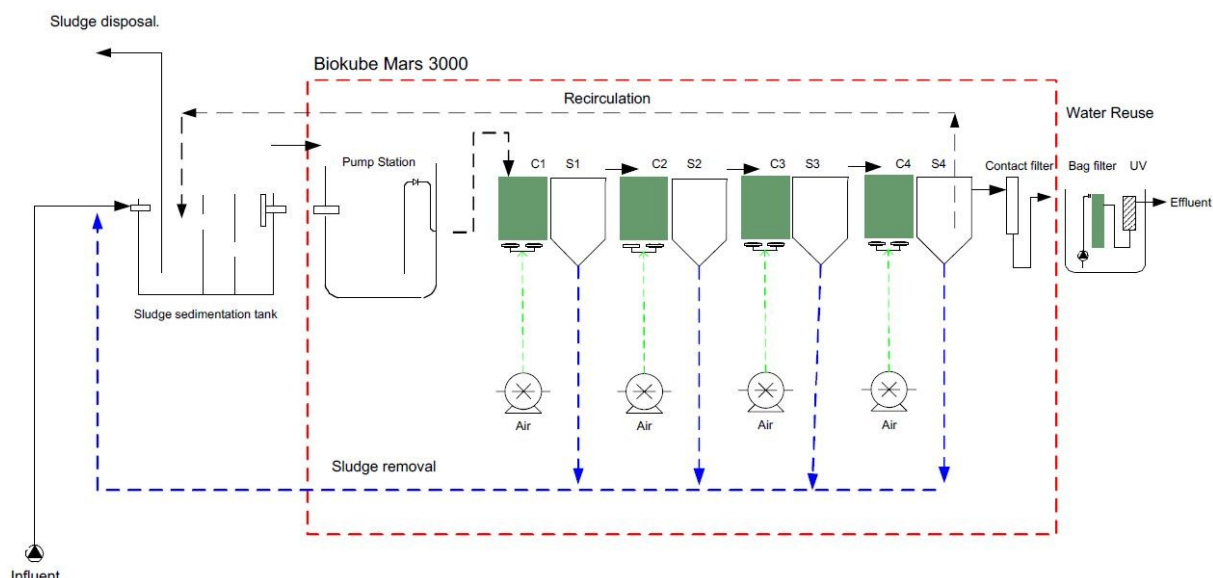 Sludge disposal.
Biokube Mars 3000
Recirculation
Water Reuse
Pump Station
C1 S1 C2 S2 C3 S3 C4 S4
Contact filter
Bag filter UV
Effluent
Sludge sedimentation tank
Air Air Air Air
Sludge removal
Influent